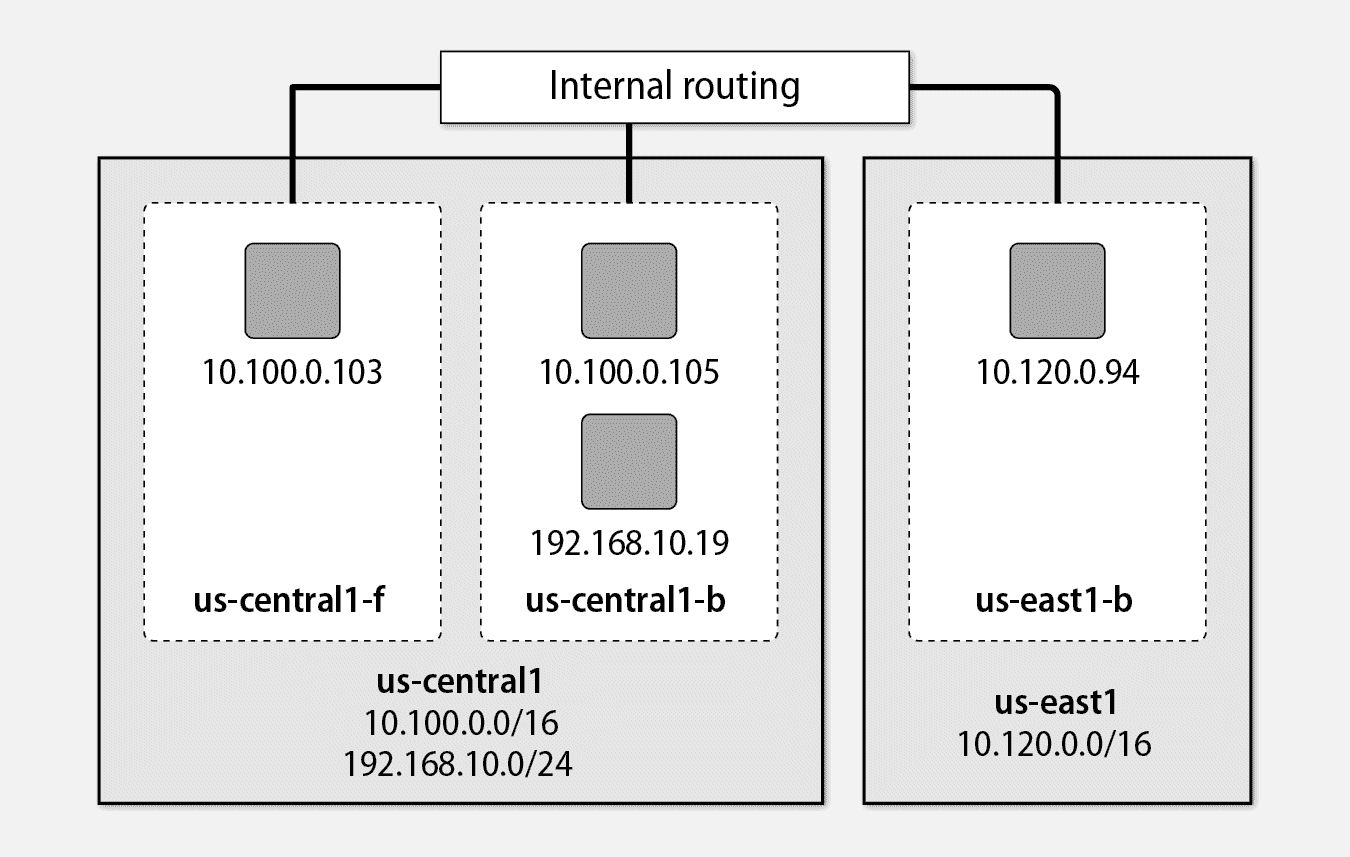 Internal routing
10.100.0.103
10.100.0.105
10.120.0.94
192.168.10.19
us-central1-f
us-central1-b
us-east1-b
us-central1
10.100.0.0/16
192.168.10.0/24
us-east1
10.120.0.0/16